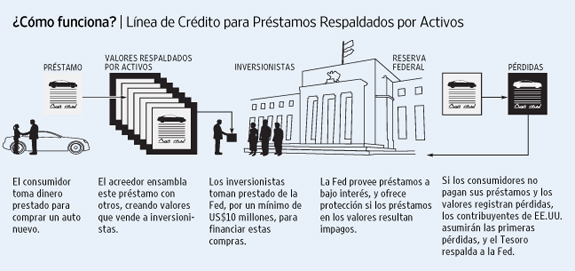 ¿Cómo funciona? | Línea de Crédito para Préstamos Respaldados por Activos
PRÉSTAMO
VALORES RESPALDADOS
POR ACTIVOS
INVERSIONISTAS
RESERVA
FEDERAL
PÉRDIDAS
El consumidor
toma dinero
prestado para
comprar un auto
nuevo.
El acreedor ensambla
este préstamo con
otros, creando valores
que vende a inversio-
nistas.
Los inversionistas
toman prestado de la
Fed, por un mínimo de
US$10 millones, para
financiar estas
compras.
La Fed provee préstamos a
bajo interés, y ofrece
protección si los préstamos
en los valores resultan
impagos.
Si los consumidores no
pagan sus préstamos y los
valores registran pérdidas,
los contribuyentes de EE.UU.
asumirán las primeras
pérdidas, y el Tesoro
respalda a la Fed.